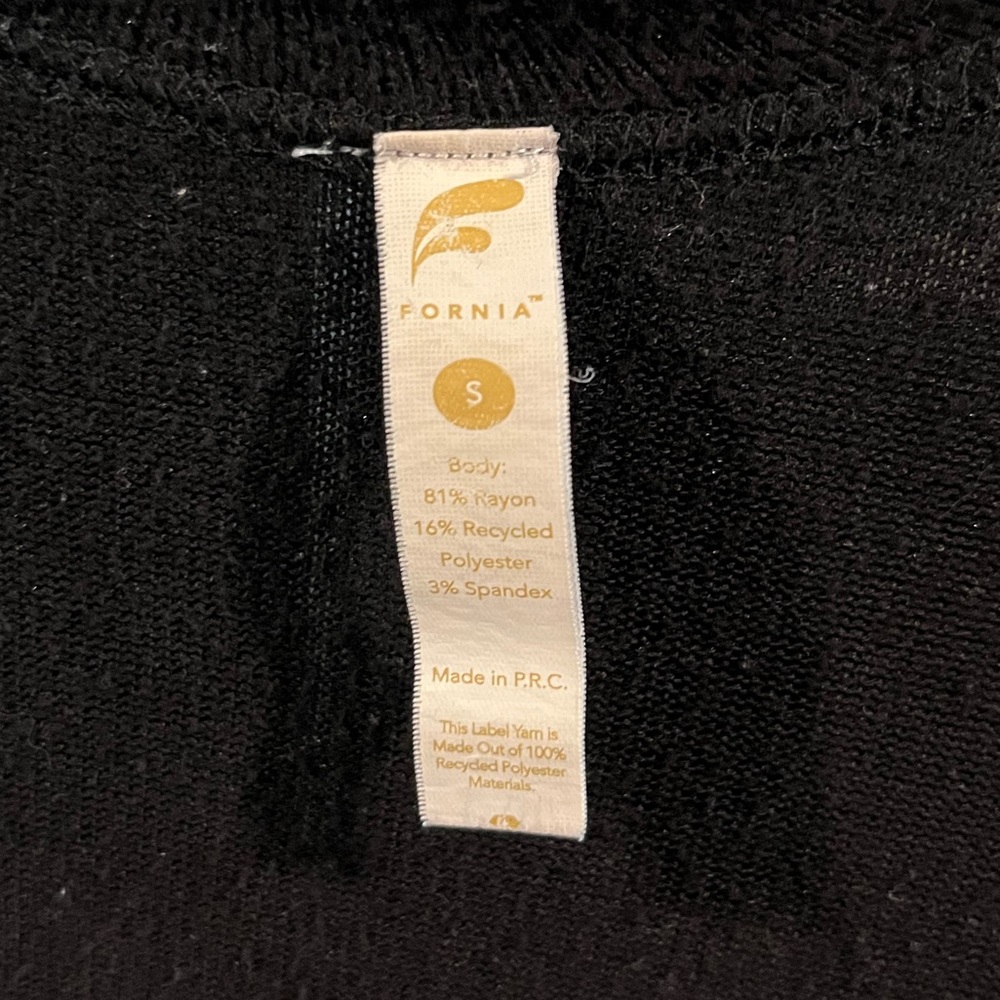 FORNIA™
S
Body:
81% Rayon
16% Recycled
Polyester
3% Spandex
Made in P.R.C.
This Label Yarn is
Made Out of 100%
Recycled Polyester
Materials.